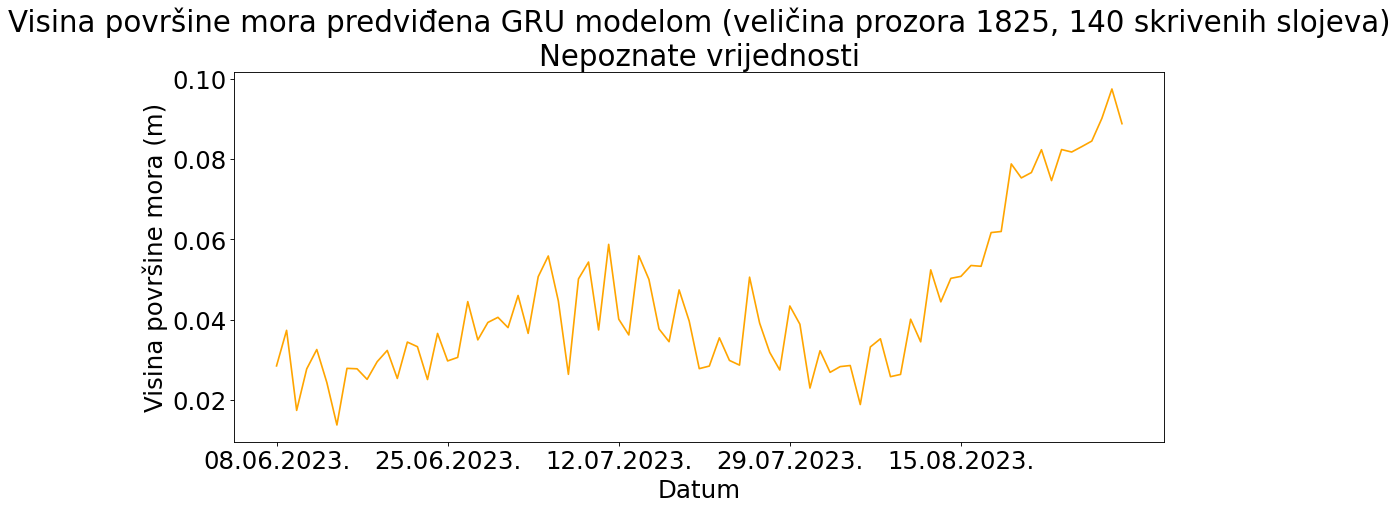 Visina površine mora predviđena GRU modelom (veličina prozora 1825, 140 skrivenih slojeva)
Nepoznate vrijednosti
Visina površine mora (m)
0.10
0.08
0.06
0.04
0.02
08.06.2023. 25.06.2023. 12.07.2023. 29.07.2023. 15.08.2023.
Datum